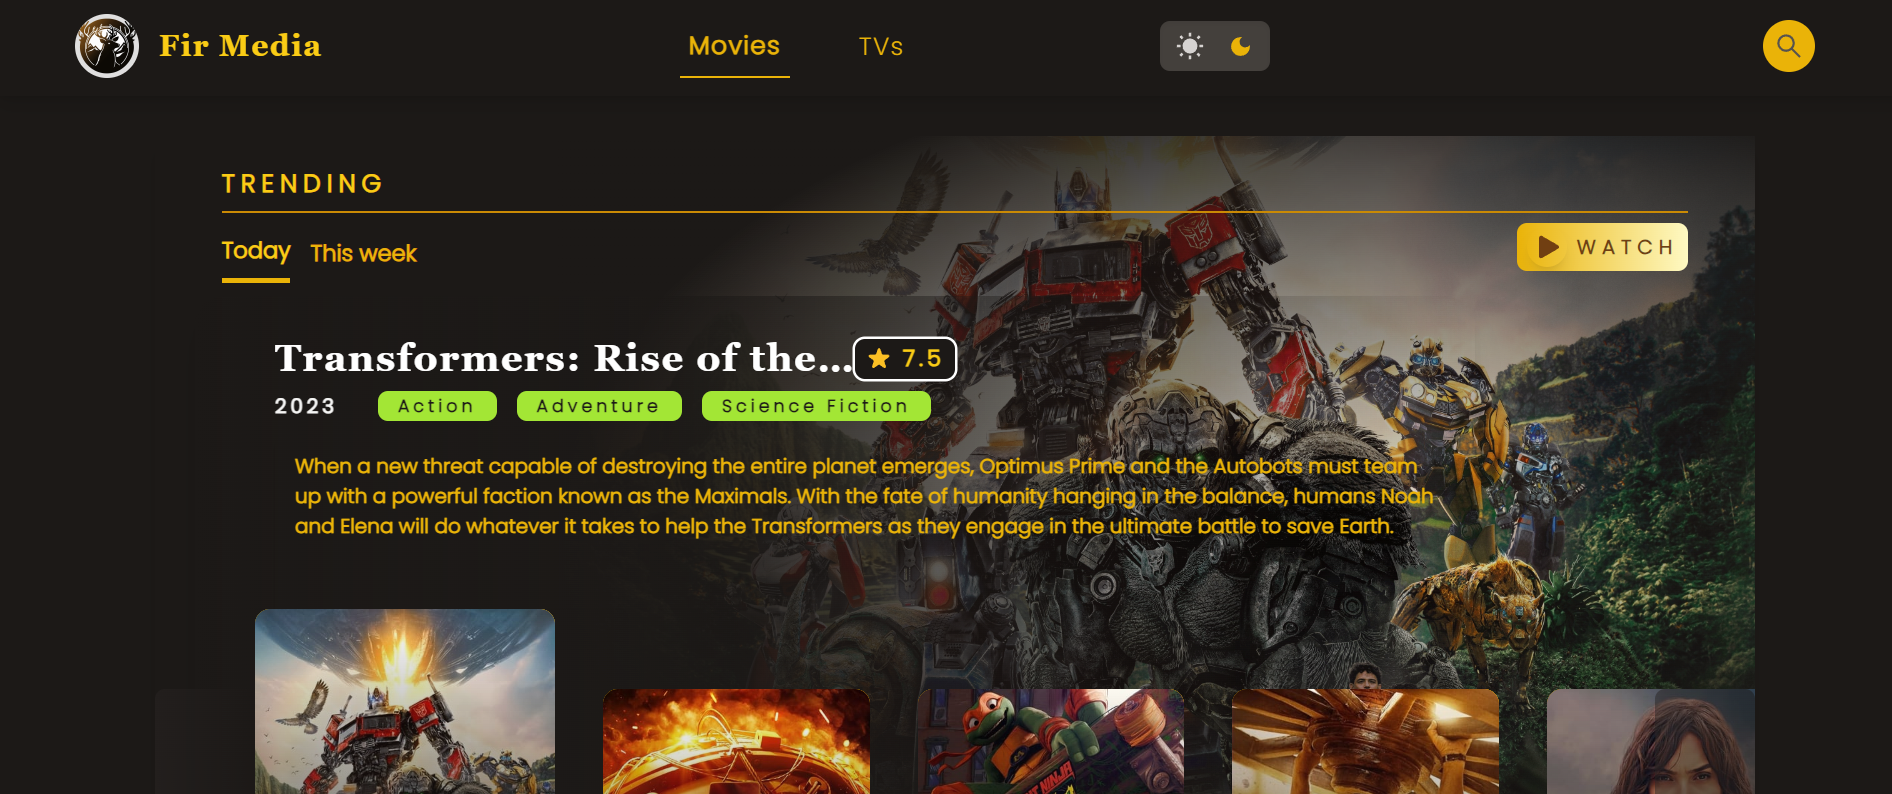 Fir Media
Movies
TVs
TRENDING
Today
This week
WATCH
Transformers: Rise of the...
7.5
2023
Action
Adventure
Science Fiction
When a new threat capable of destroying the entire planet emerges, Optimus Prime and the Autobots must team
up with a powerful faction known as the Maximals. With the fate of humanity hanging in the balance, humans Noah
and Elena will do whatever it takes to help the Transformers as they engage in the ultimate battle to save Earth.
NINJA